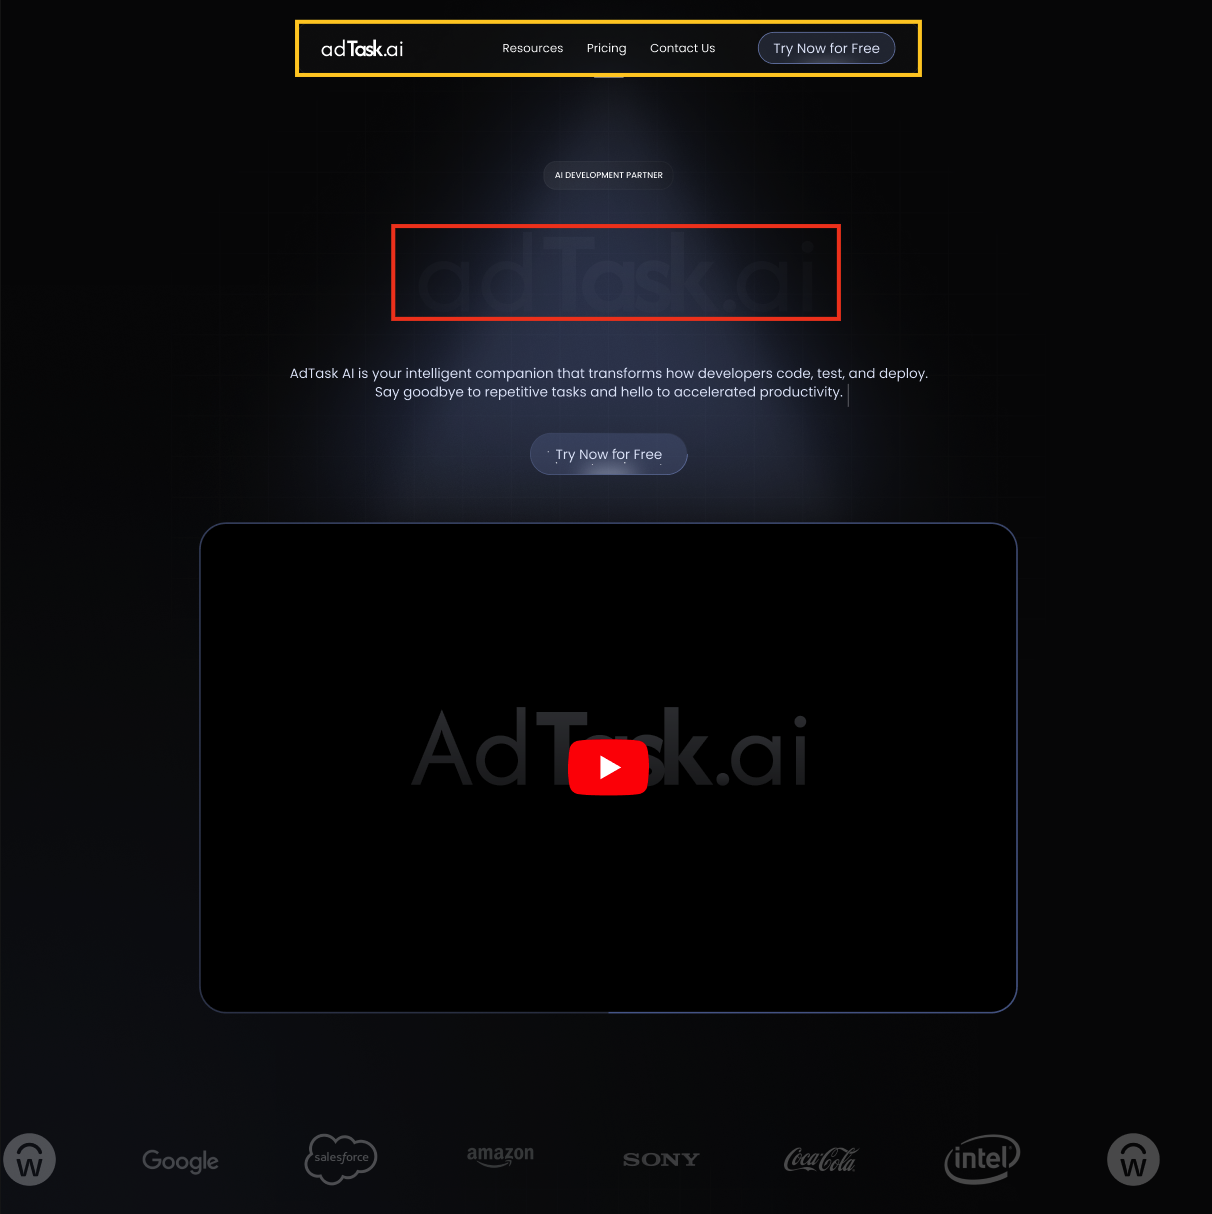 adTask.ai
Resources Pricing Contact Us Try Now for Free
AI DEVELOPMENT PARTNER
adTask.ai
AdTask AI is your intelligent companion that transforms how developers code, test, and deploy.
Say goodbye to repetitive tasks and hello to accelerated productivity.
Try Now for Free
AdTask.ai
W Google salesforce amazon SONY Coca-Cola intel W